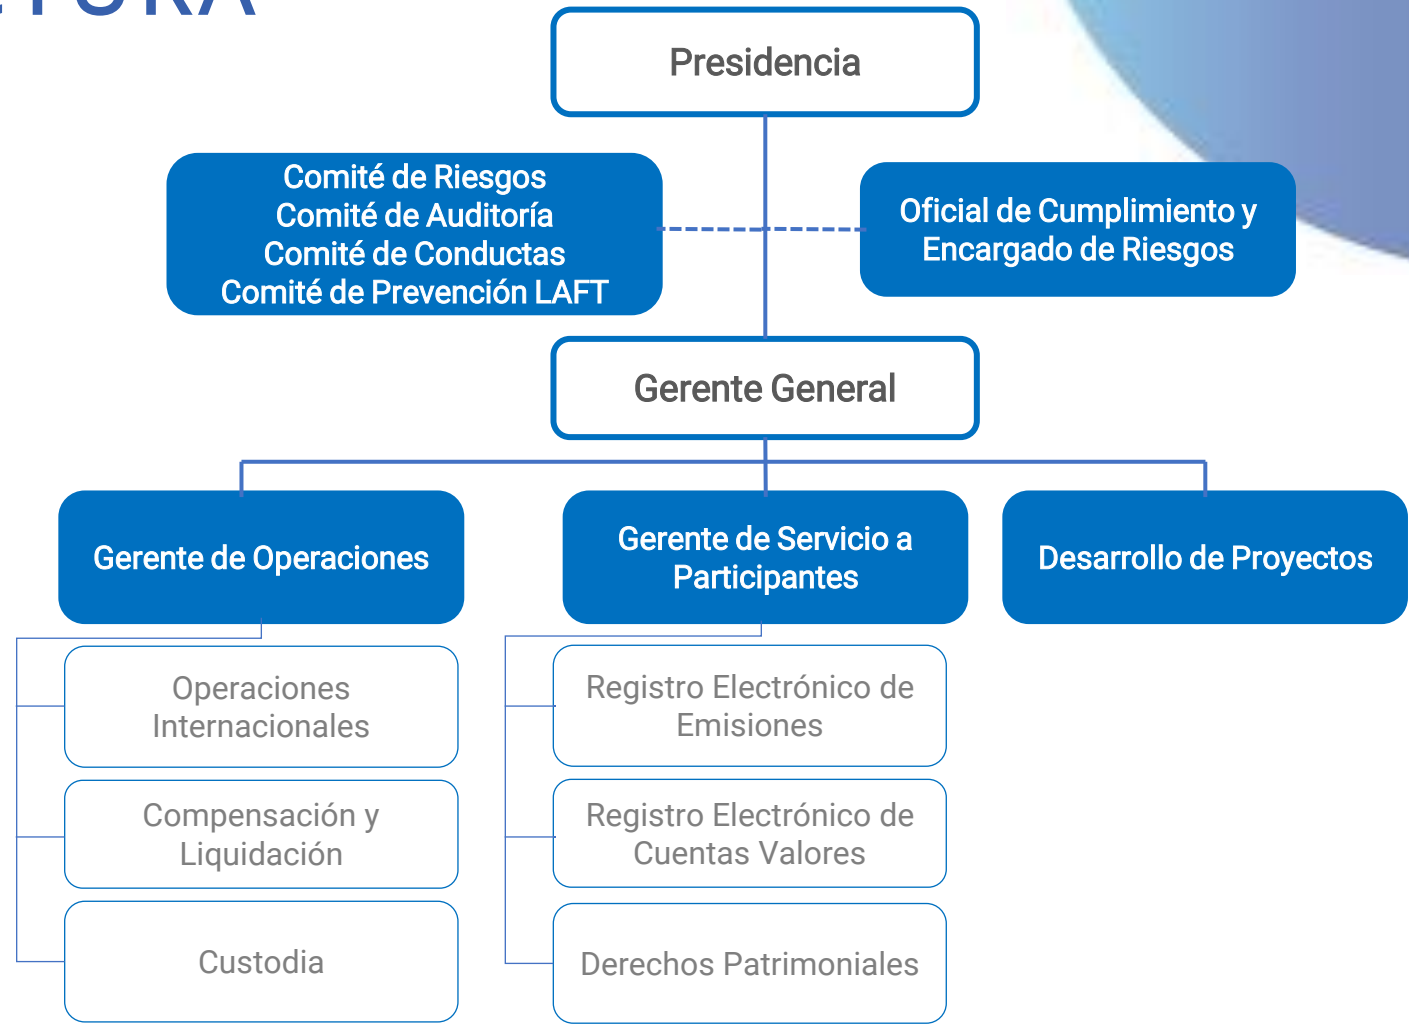 Presidencia
Comité de Riesgos
Comité de Auditoría
Comité de Conductas
Comité de Prevención LAFT
Oficial de Cumplimiento y
Encargado de Riesgos
Gerente General
Gerente de Operaciones
Gerente de Servicio a
Participantes
Desarrollo de Proyectos
Operaciones
Internacionales
Registro Electrónico de
Emisiones
Compensación y
Liquidación
Registro Electrónico de
Cuentas Valores
Custodia
Derechos Patrimoniales